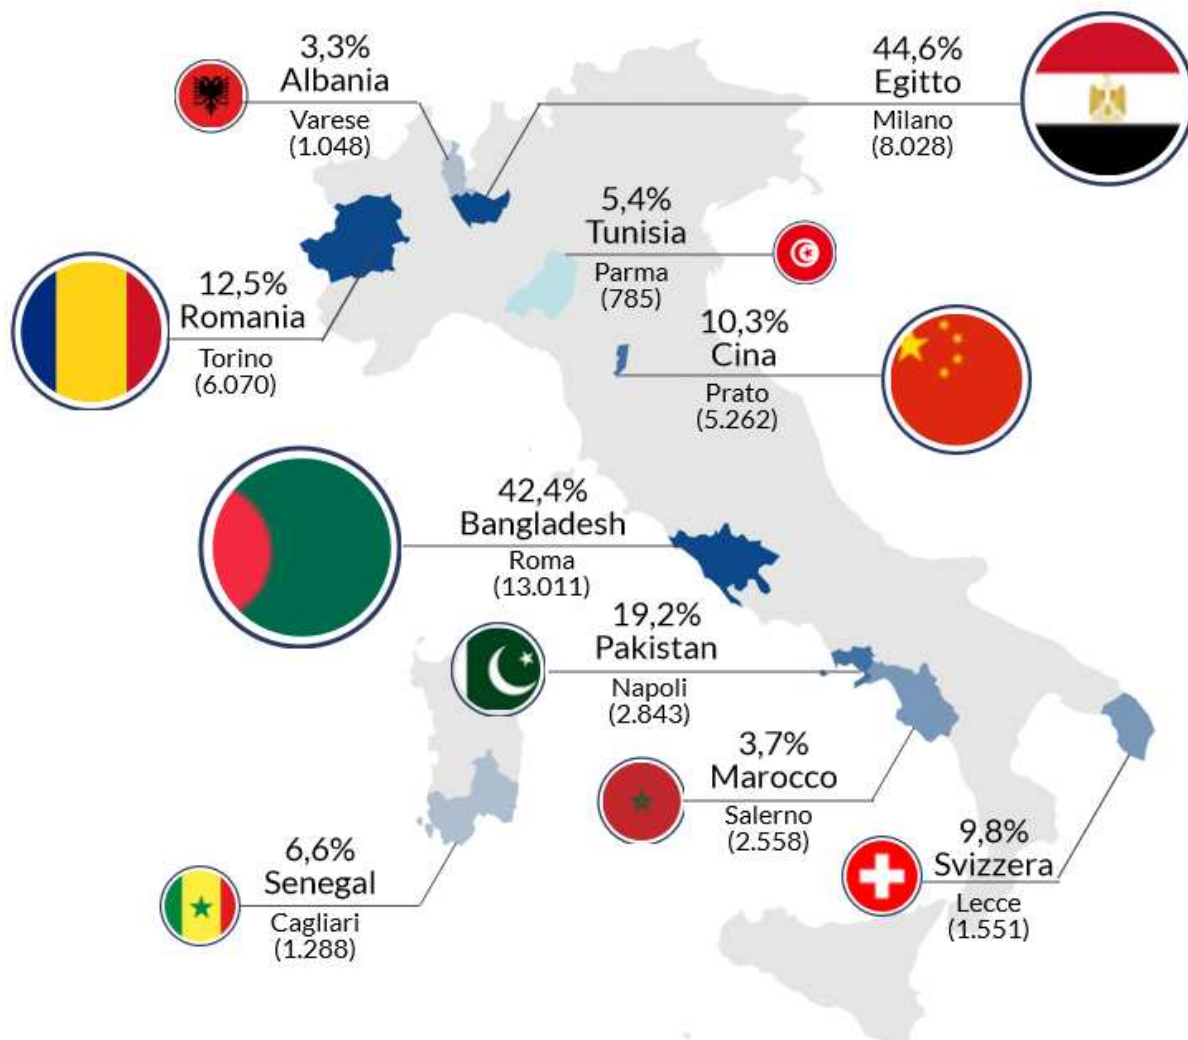 3,3%
Albania
Varese
(1.048)
44,6%
Egitto
Milano
(8.028)
5,4%
Tunisia
Parma
(785)
12,5%
Romania
Torino
(6.070)
10,3%
Cina
Prato
(5.262)
42,4%
Bangladesh
Roma
(13.011)
19,2%
Pakistan
Napoli
(2.843)
3,7%
Marocco
Salerno
(2.558)
9,8%
Svizzera
Lecce
(1.551)
6,6%
Senegal
Cagliari
(1.288)